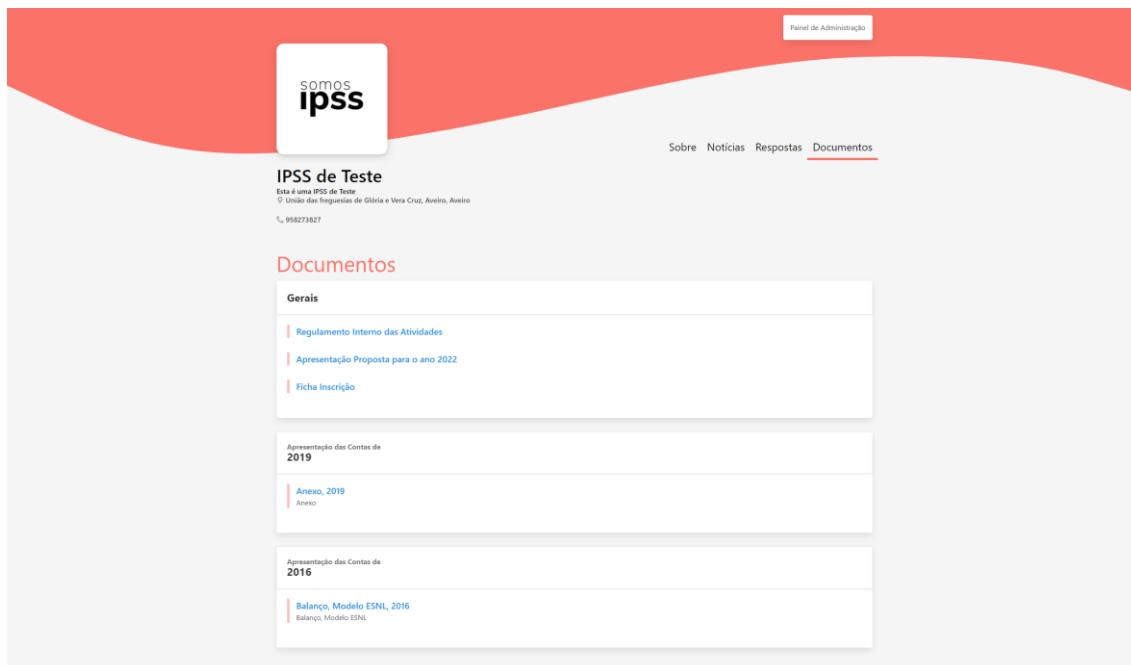 Painel de Administração
somos
ipss
Sobre Notícias Respostas Documentos
IPSS de Teste
Esta é uma IPSS de Teste
União das freguesias de Glória e Vera Cruz, Aveiro, Aveiro
958273827
Documentos
Gerais
Regulamento Interno das Atividades
Apresentação Proposta para o ano 2022
Ficha Inscrição
Apresentação das Contas de
2019
Anexo, 2019
Anexo
Apresentação das Contas de
2016
Balanço, Modelo ESNL, 2016
Balanço, Modelo ESNL